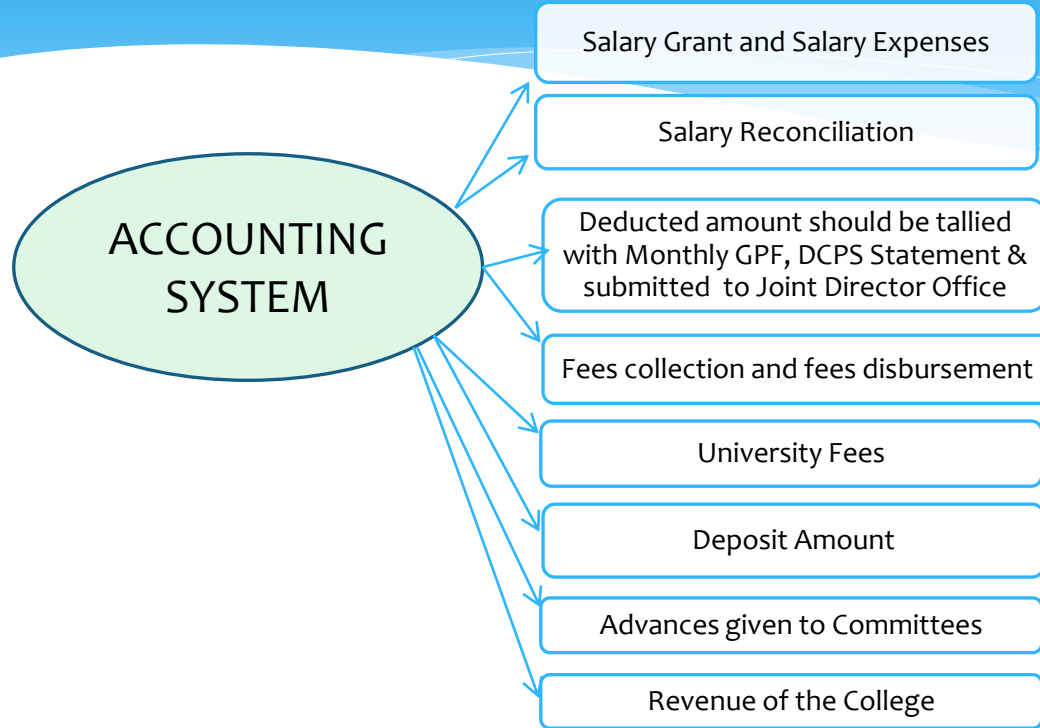 Salary Grant and Salary Expenses
Salary Reconciliation
ACCOUNTING
SYSTEM
Deducted amount should be tallied
with Monthly GPF, DCPS Statement &
submitted to Joint Director Office
Fees collection and fees disbursement
University Fees
Deposit Amount
Advances given to Committees
Revenue of the College